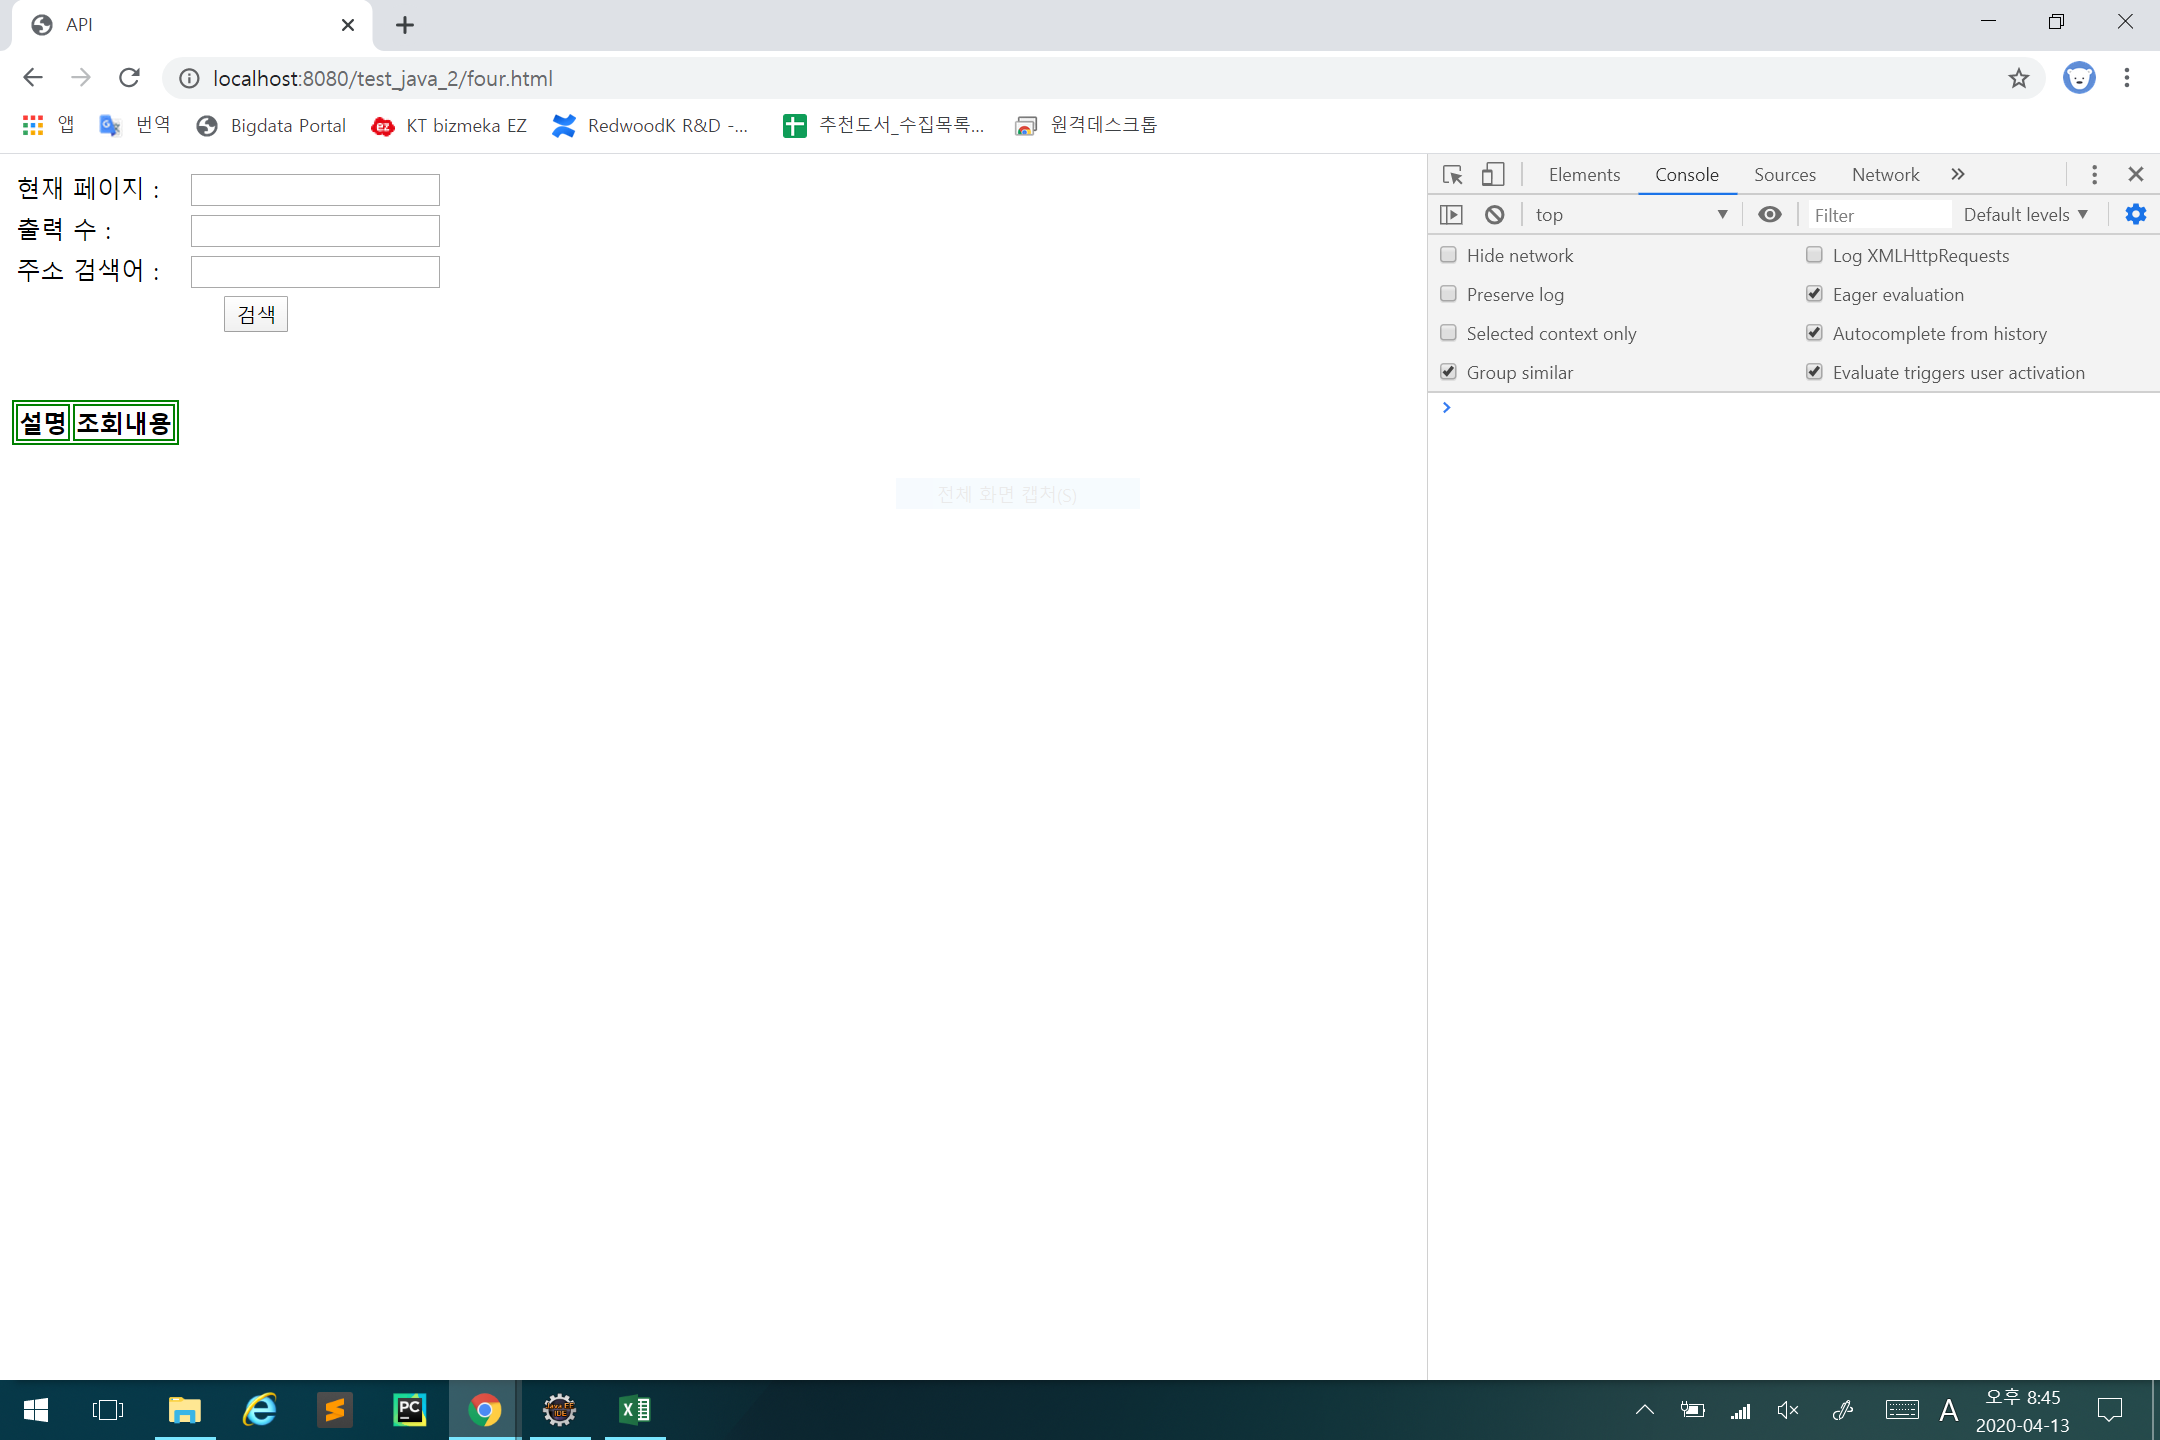 API
localhost:8080/test_java_2/four.html
앱 번역 Bigdata Portal KT bizmeka EZ RedwoodK R&D -... 추천도서_수집목록... 원격데스크톱
현재 페이지 :
출력 수 :
주소 검색어 :
검색
설명 조회내용
전체 화면 캡처(S)
Elements Console Sources Network
top Filter Default levels
Hide network Log XMLHttpRequests
Preserve log Eager evaluation
Selected context only Autocomplete from history
Group similar Evaluate triggers user activation
PC
A 오후 8:45
2020-04-13